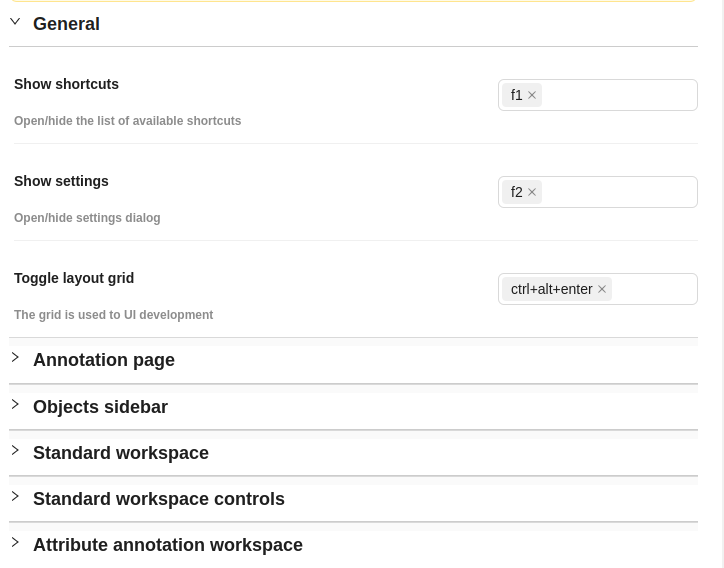 General
Show shortcuts
f1
Open/hide the list of available shortcuts
Show settings
f2
Open/hide settings dialog
Toggle layout grid
ctrl+alt+enter
The grid is used to UI development
Annotation page
Objects sidebar
Standard workspace
Standard workspace controls
Attribute annotation workspace